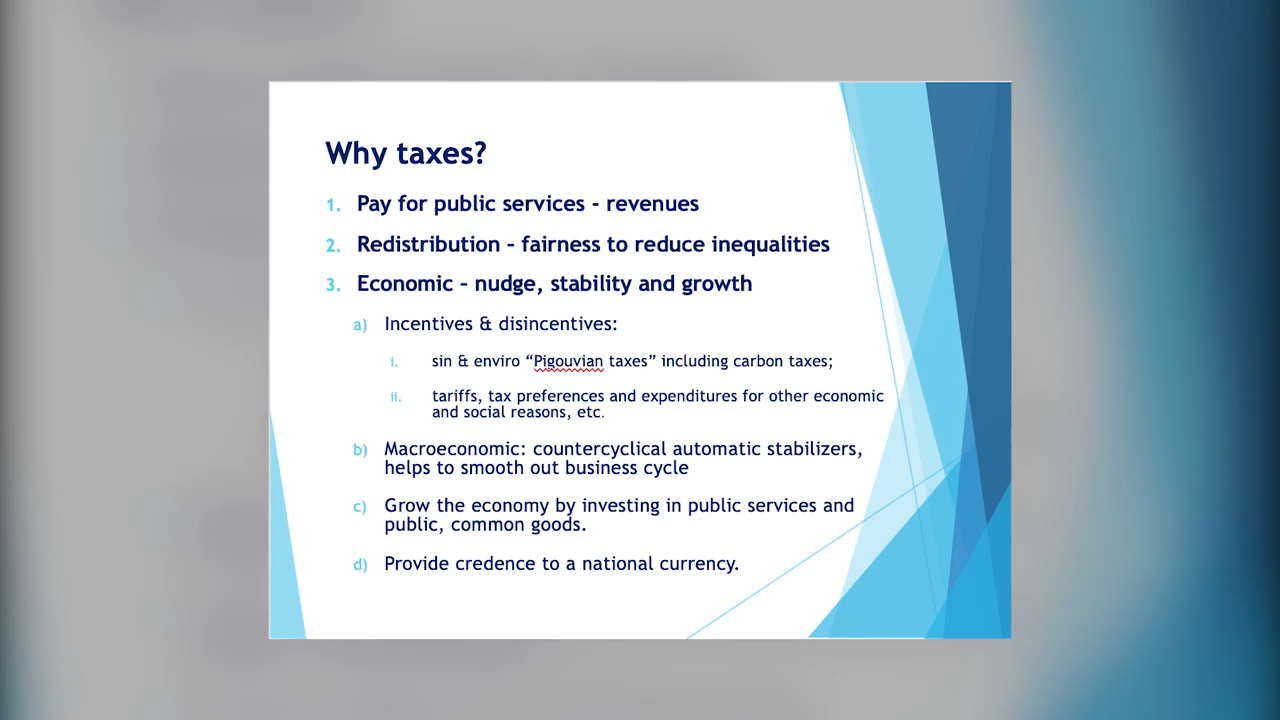 Why taxes?
1. Pay for public services - revenues
2. Redistribution – fairness to reduce inequalities
3. Economic – nudge, stability and growth
a) Incentives & disincentives:
i. sin & enviro “Pigouvian taxes” including carbon taxes;
ii. tariffs, tax preferences and expenditures for other economic
and social reasons, etc.
b) Macroeconomic: countercyclical automatic stabilizers,
helps to smooth out business cycle
c) Grow the economy by investing in public services and
public, common goods.
d) Provide credence to a national currency.